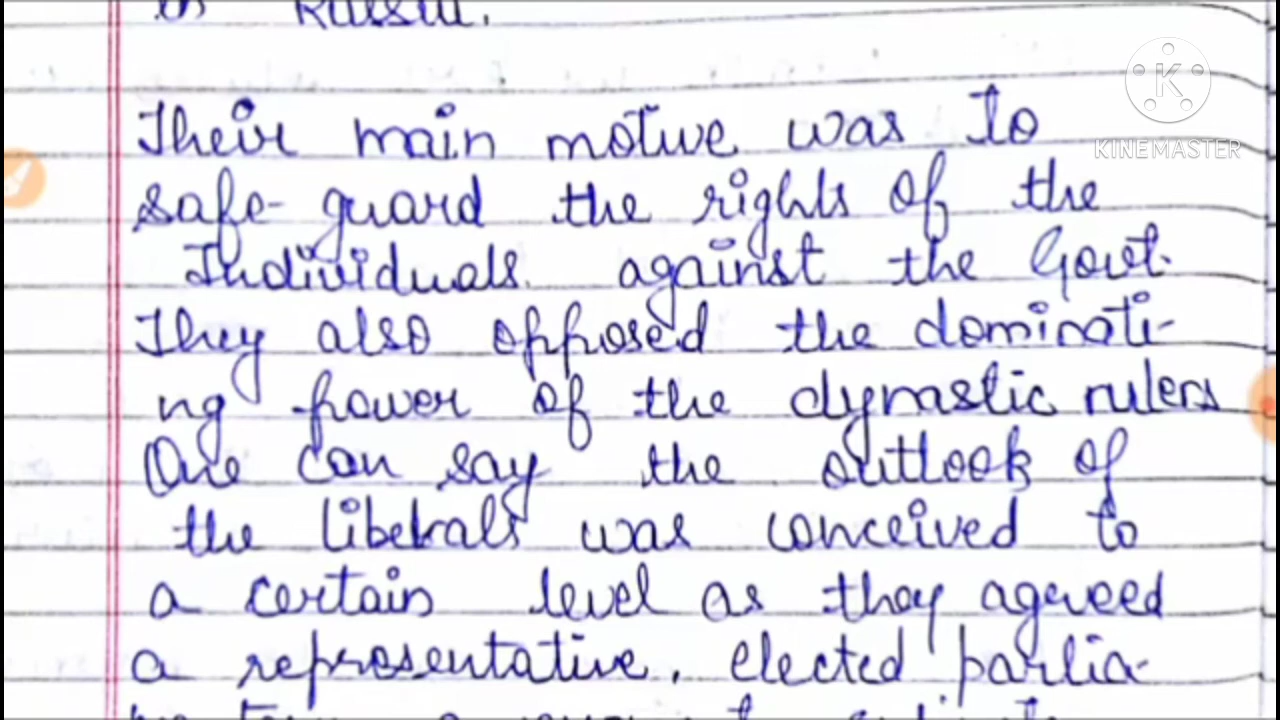 in Russia.
KINEMASTER
Their main motive was to
safe-guard the rights of the
Individuals against the Govt.
They also opposed the dominati-
ng power of the dynastic rulers
One can say the outlook of
the liberals was conceived to
a certain level as they agreed
a representative, elected parlia-